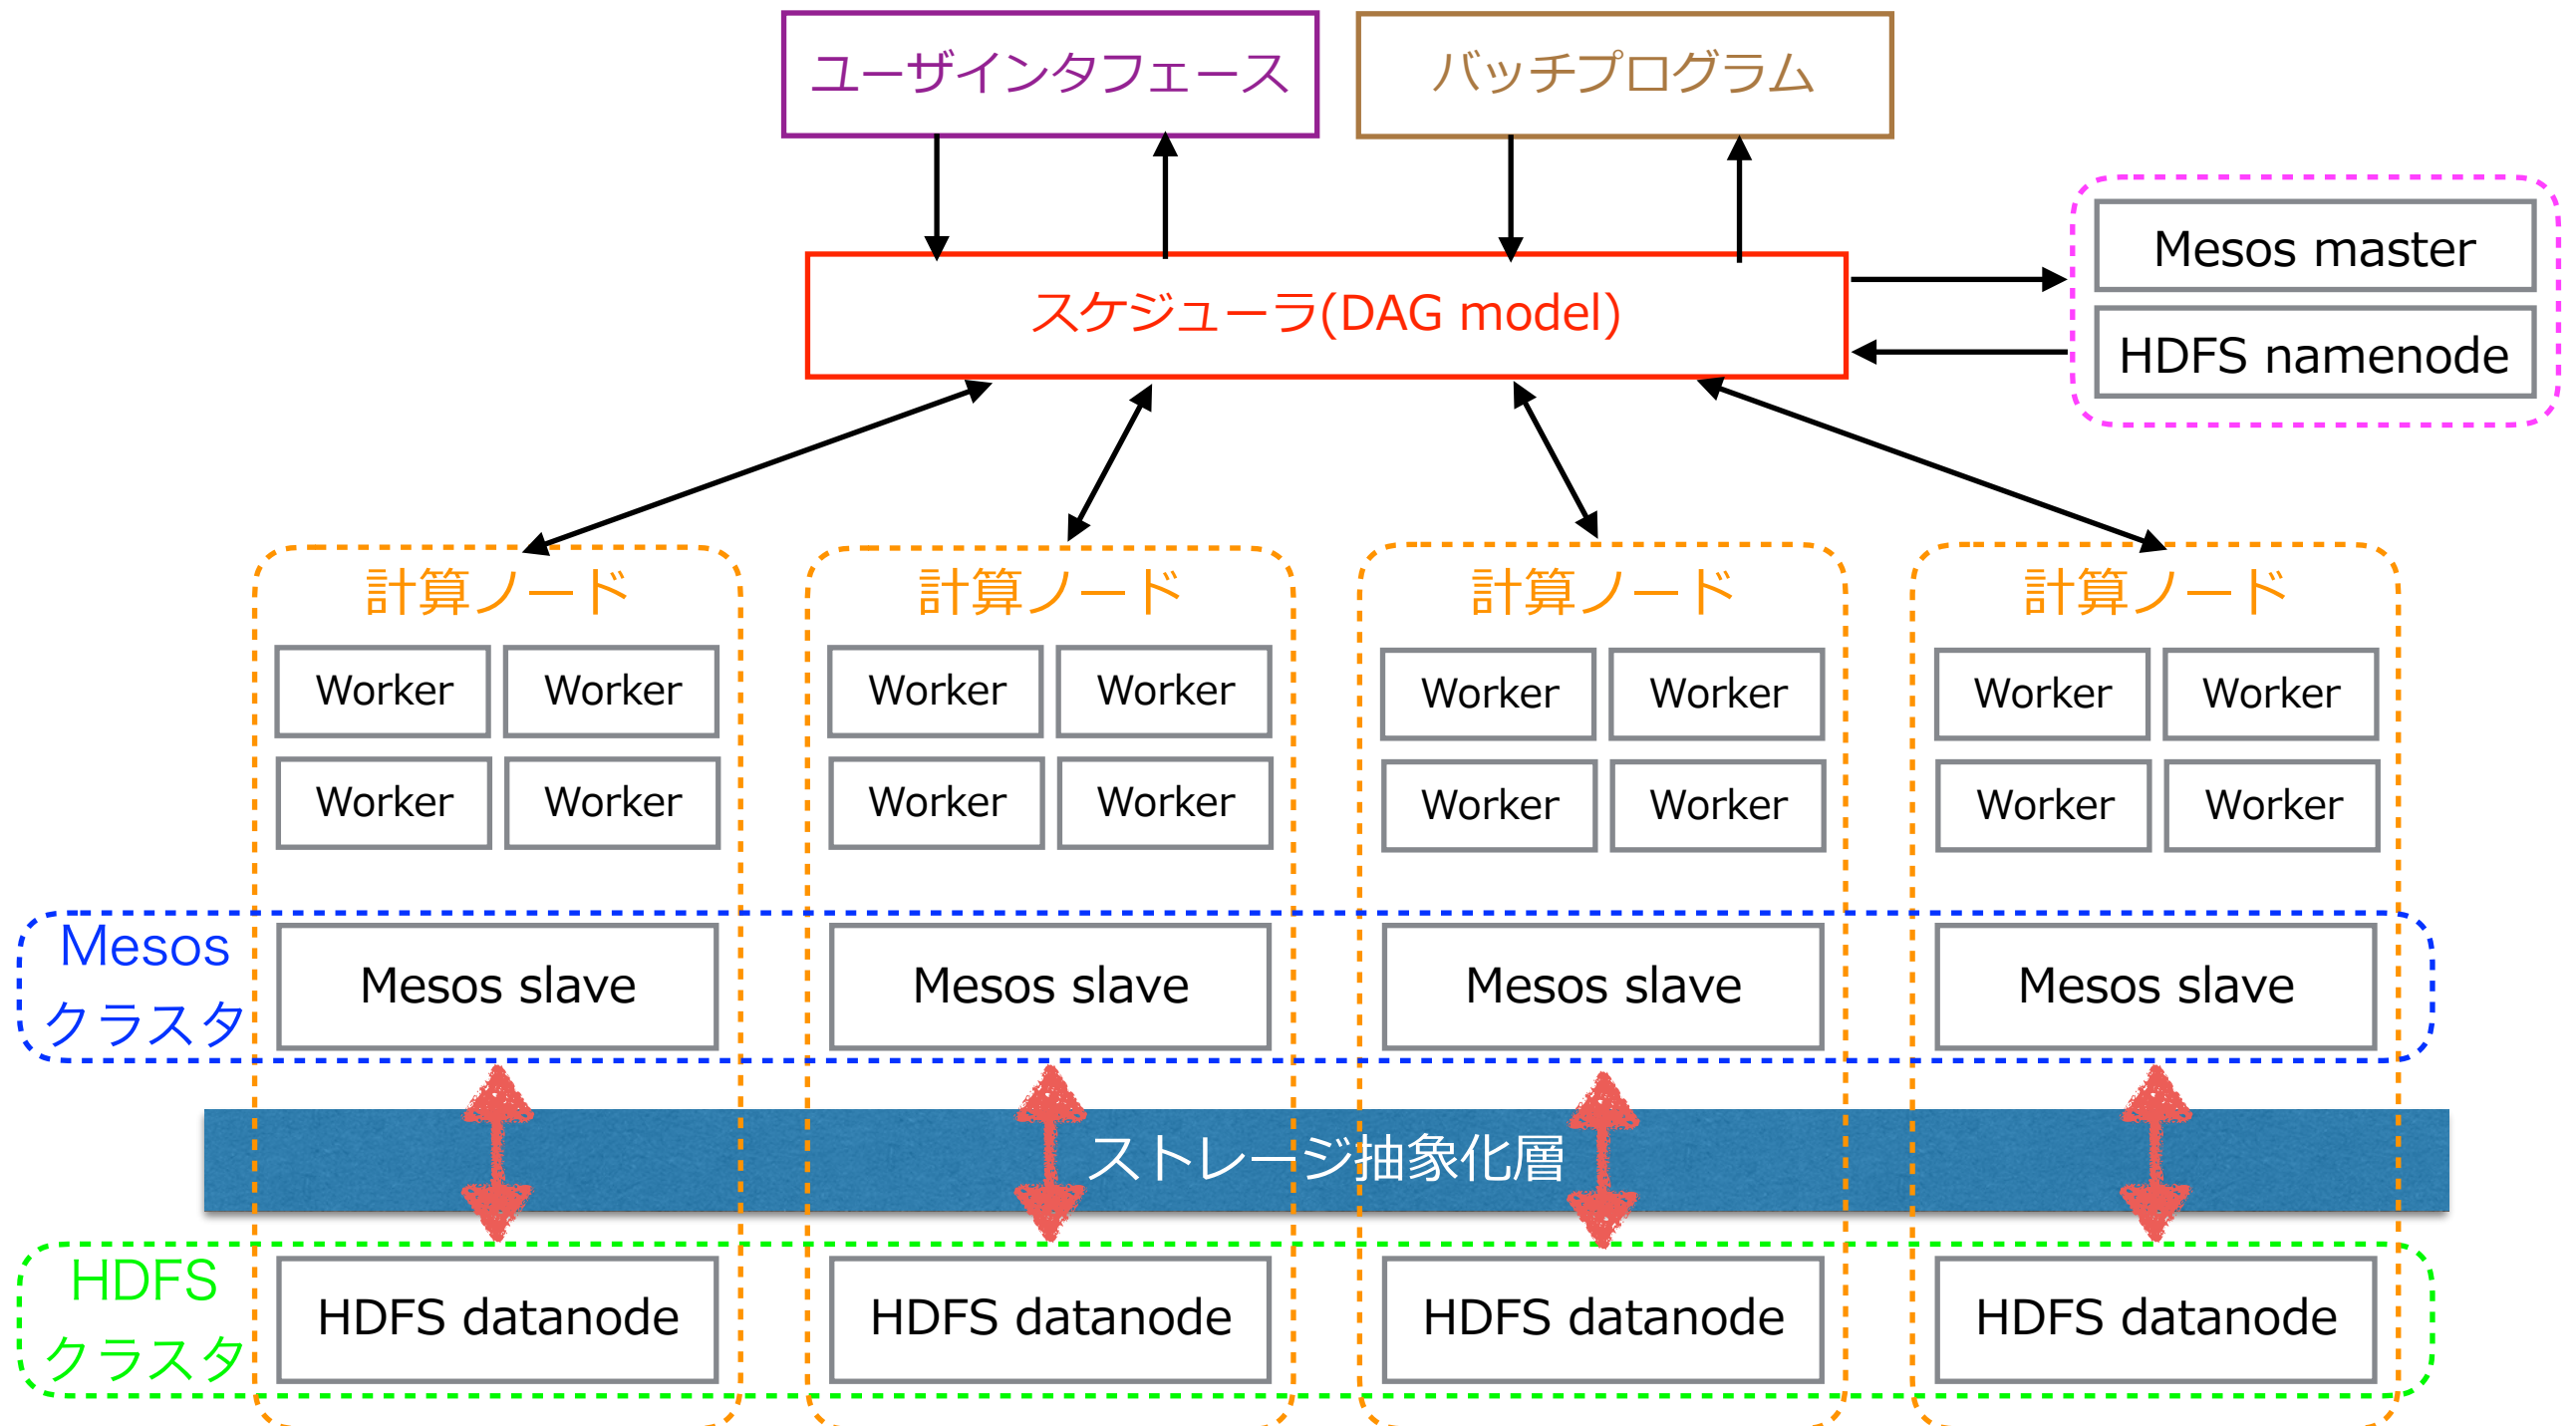 ユーザインタフェース
バッチプログラム
Mesos master
スケジューラ(DAG model)
HDFS namenode
計算ノード
計算ノード
計算ノード
計算ノード
Worker Worker
Worker Worker
Worker Worker
Worker Worker
Worker Worker
Worker Worker
Worker Worker
Worker Worker
Mesos
クラスタ
Mesos slave
Mesos slave
Mesos slave
Mesos slave
ストレージ抽象化層
HDFS
クラスタ
HDFS datanode
HDFS datanode
HDFS datanode
HDFS datanode